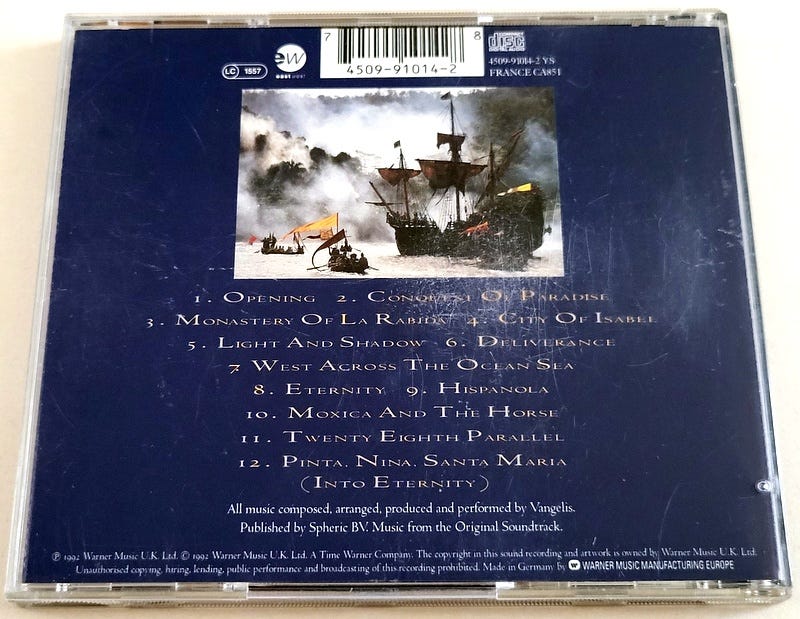 LC 1557
ew
east west
7 8
4509-91014-2
COMPACT
disc
DIGITAL AUDIO
4509-91014-2 YS
FRANCE CA851
1. Opening 2. Conquest Of Paradise
3. Monastery Of La Rabida 4. City Of Isabel
5. Light And Shadow 6. Deliverance
7 West Across The Ocean Sea
8. Eternity 9. Hispanola
10. Moxica And The Horse
11. Twenty Eighth Parallel
12. Pinta, Nina, Santa Maria
(Into Eternity)
All music composed, arranged, produced and performed by Vangelis.
Published by Spheric BV. Music from the Original Soundtrack.
℗ 1992 Warner Music U.K. Ltd. © 1992 Warner Music U.K. Ltd. A Time Warner Company. The copyright in this sound recording and artwork is owned by Warner Music U.K. Ltd.
Unauthorised copying, hiring, lending, public performance and broadcasting of this recording prohibited. Made in Germany by WARNER MUSIC MANUFACTURING EUROPE